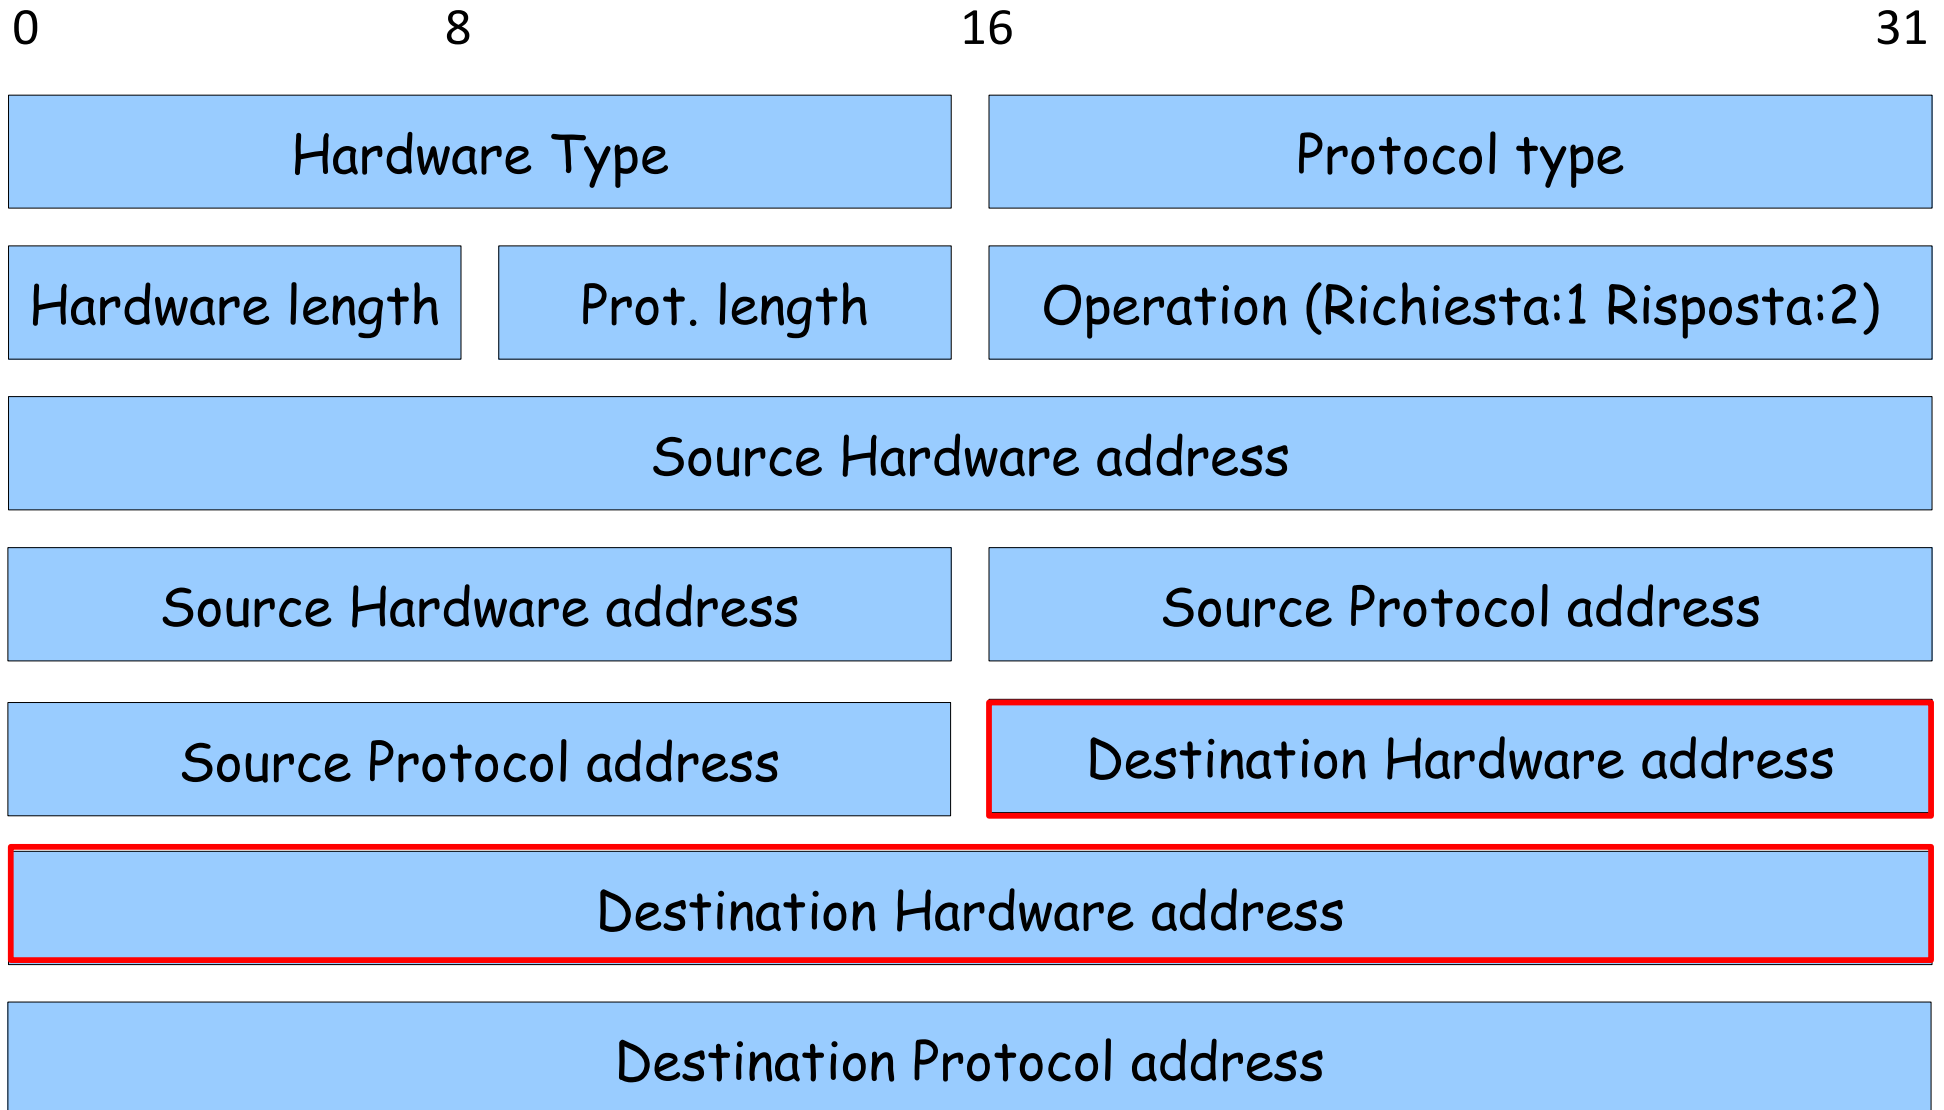 0 8 16 31
Hardware Type Protocol type
Hardware length Prot. length Operation (Richiesta:1 Risposta:2)
Source Hardware address
Source Hardware address Source Protocol address
Source Protocol address Destination Hardware address
Destination Hardware address
Destination Protocol address